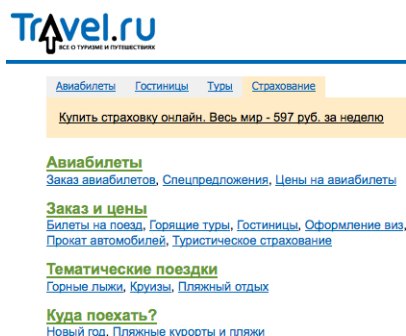 Travel.ru
ВСЕ О ТУРИЗМЕ И ПУТЕШЕСТВИЯХ
Авиабилеты Гостиницы Туры Страхование
Купить страховку онлайн. Весь мир - 597 руб. за неделю
Авиабилеты
Заказ авиабилетов, Спецпредложения, Цены на авиабилеты
Заказ и цены
Билеты на поезд, Горящие туры, Гостиницы, Оформление виз,
Прокат автомобилей, Туристическое страхование
Тематические поездки
Горные лыжи, Круизы, Пляжный отдых
Куда поехать?
Новый год, Пляжные курорты и пляжи